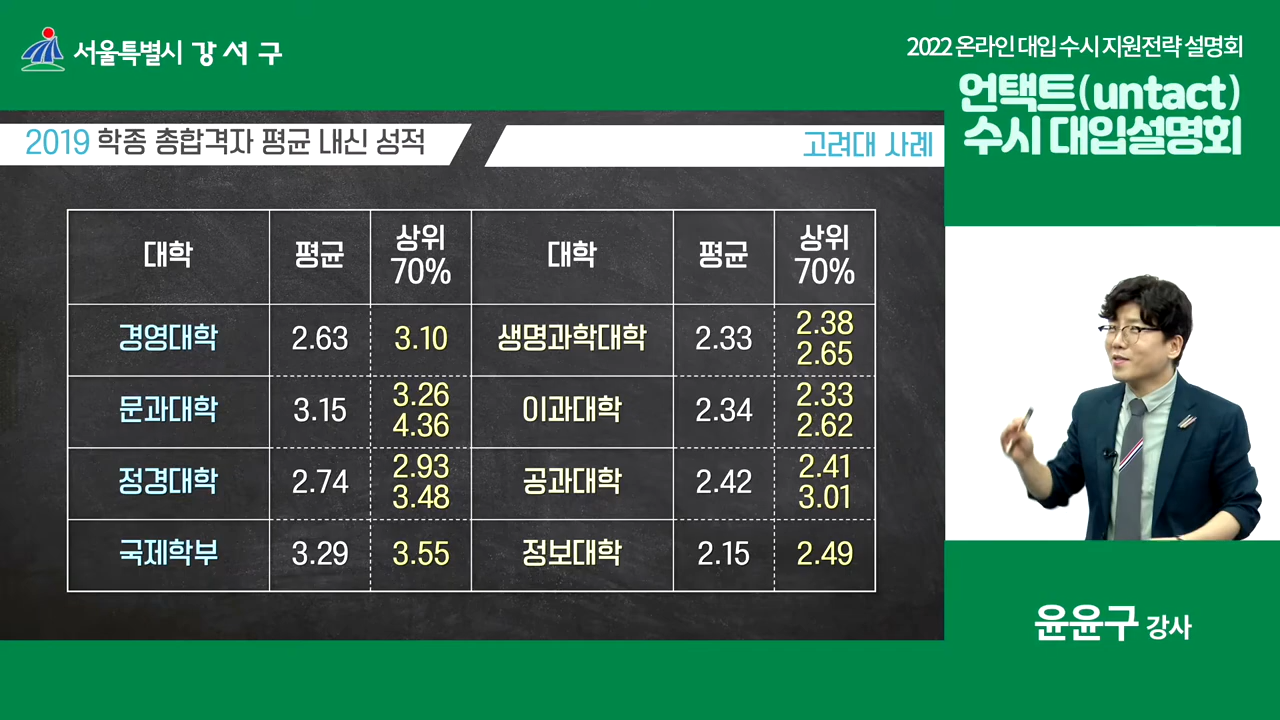 서울특별시 강서구
2022 온라인 대입 수시 지원전략 설명회
언택트(untact)
수시 대입설명회
2019 학종 총합격자 평균 내신 성적
고려대 사례
대학 평균 상위 70% 대학 평균 상위 70%
경영대학 2.63 3.10 생명과학대학 2.33 2.38 2.65
문과대학 3.15 3.26 4.36 이과대학 2.34 2.33 2.62
정경대학 2.74 2.93 3.48 공과대학 2.42 2.41 3.01
국제학부 3.29 3.55 정보대학 2.15 2.49
윤윤구 강사